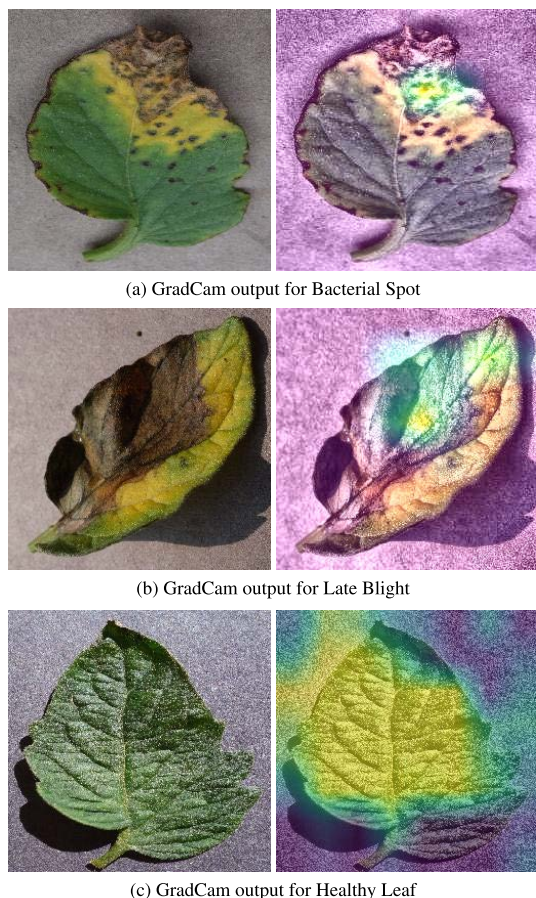 (a) GradCam output for Bacterial Spot
(b) GradCam output for Late Blight
(c) GradCam output for Healthy Leaf